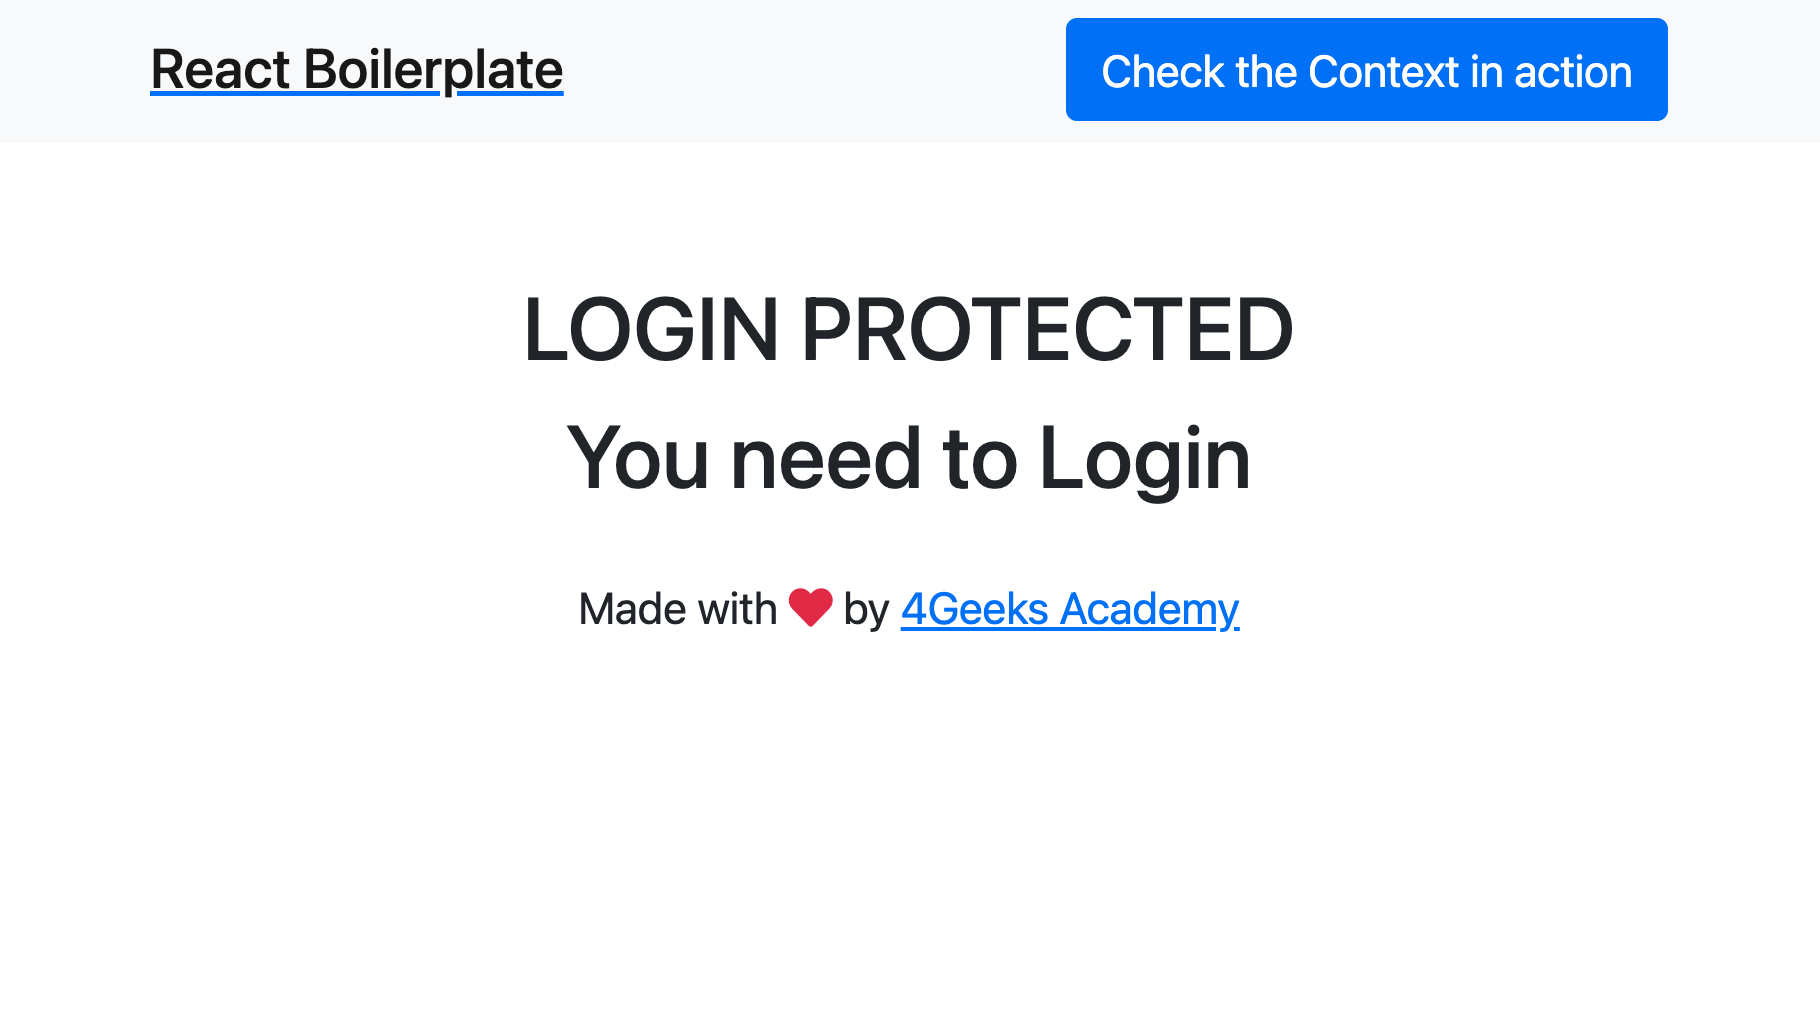 React Boilerplate
Check the Context in action
LOGIN PROTECTED
You need to Login
Made with ❤ by 4Geeks Academy